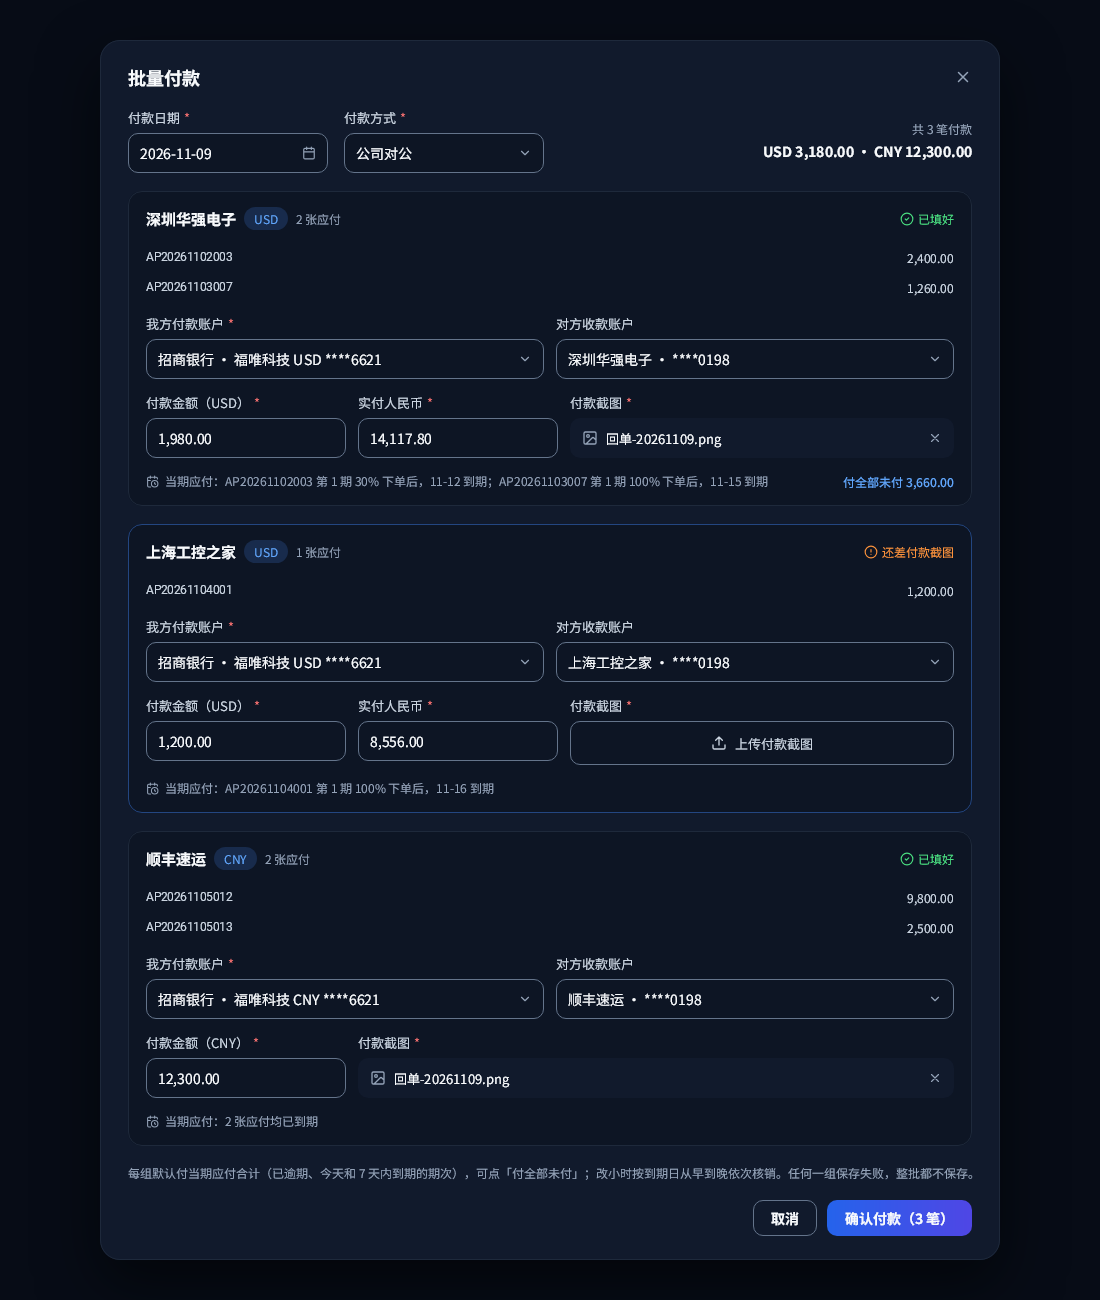 批量付款
付款日期 *
付款方式 *
2026-11-09
公司对公
共 3 笔付款
USD 3,180.00 · CNY 12,300.00
深圳华强电子 USD 2 张应付
已填好
AP20261102003 2,400.00
AP20261103007 1,260.00
我方付款账户 *
对方收款账户
招商银行 · 福唯科技 USD ****6621
深圳华强电子 · ****0198
付款金额（USD） *
实付人民币 *
付款截图 *
1,980.00
14,117.80
回单-20261109.png
当期应付：AP20261102003 第 1 期 30% 下单后，11-12 到期；AP20261103007 第 1 期 100% 下单后，11-15 到期
付全部未付 3,660.00
上海工控之家 USD 1 张应付
还差付款截图
AP20261104001 1,200.00
我方付款账户 *
对方收款账户
招商银行 · 福唯科技 USD ****6621
上海工控之家 · ****0198
付款金额（USD） *
实付人民币 *
付款截图 *
1,200.00
8,556.00
上传付款截图
当期应付：AP20261104001 第 1 期 100% 下单后，11-16 到期
顺丰速运 CNY 2 张应付
已填好
AP20261105012 9,800.00
AP20261105013 2,500.00
我方付款账户 *
对方收款账户
招商银行 · 福唯科技 CNY ****6621
顺丰速运 · ****0198
付款金额（CNY） *
付款截图 *
12,300.00
回单-20261109.png
当期应付：2 张应付均已到期
每组默认付当期应付合计（已逾期、今天和 7 天内到期的期次），可点「付全部未付」；改小时按到期日从早到晚依次核销。任何一组保存失败，整批都不保存。
取消
确认付款（3 笔）